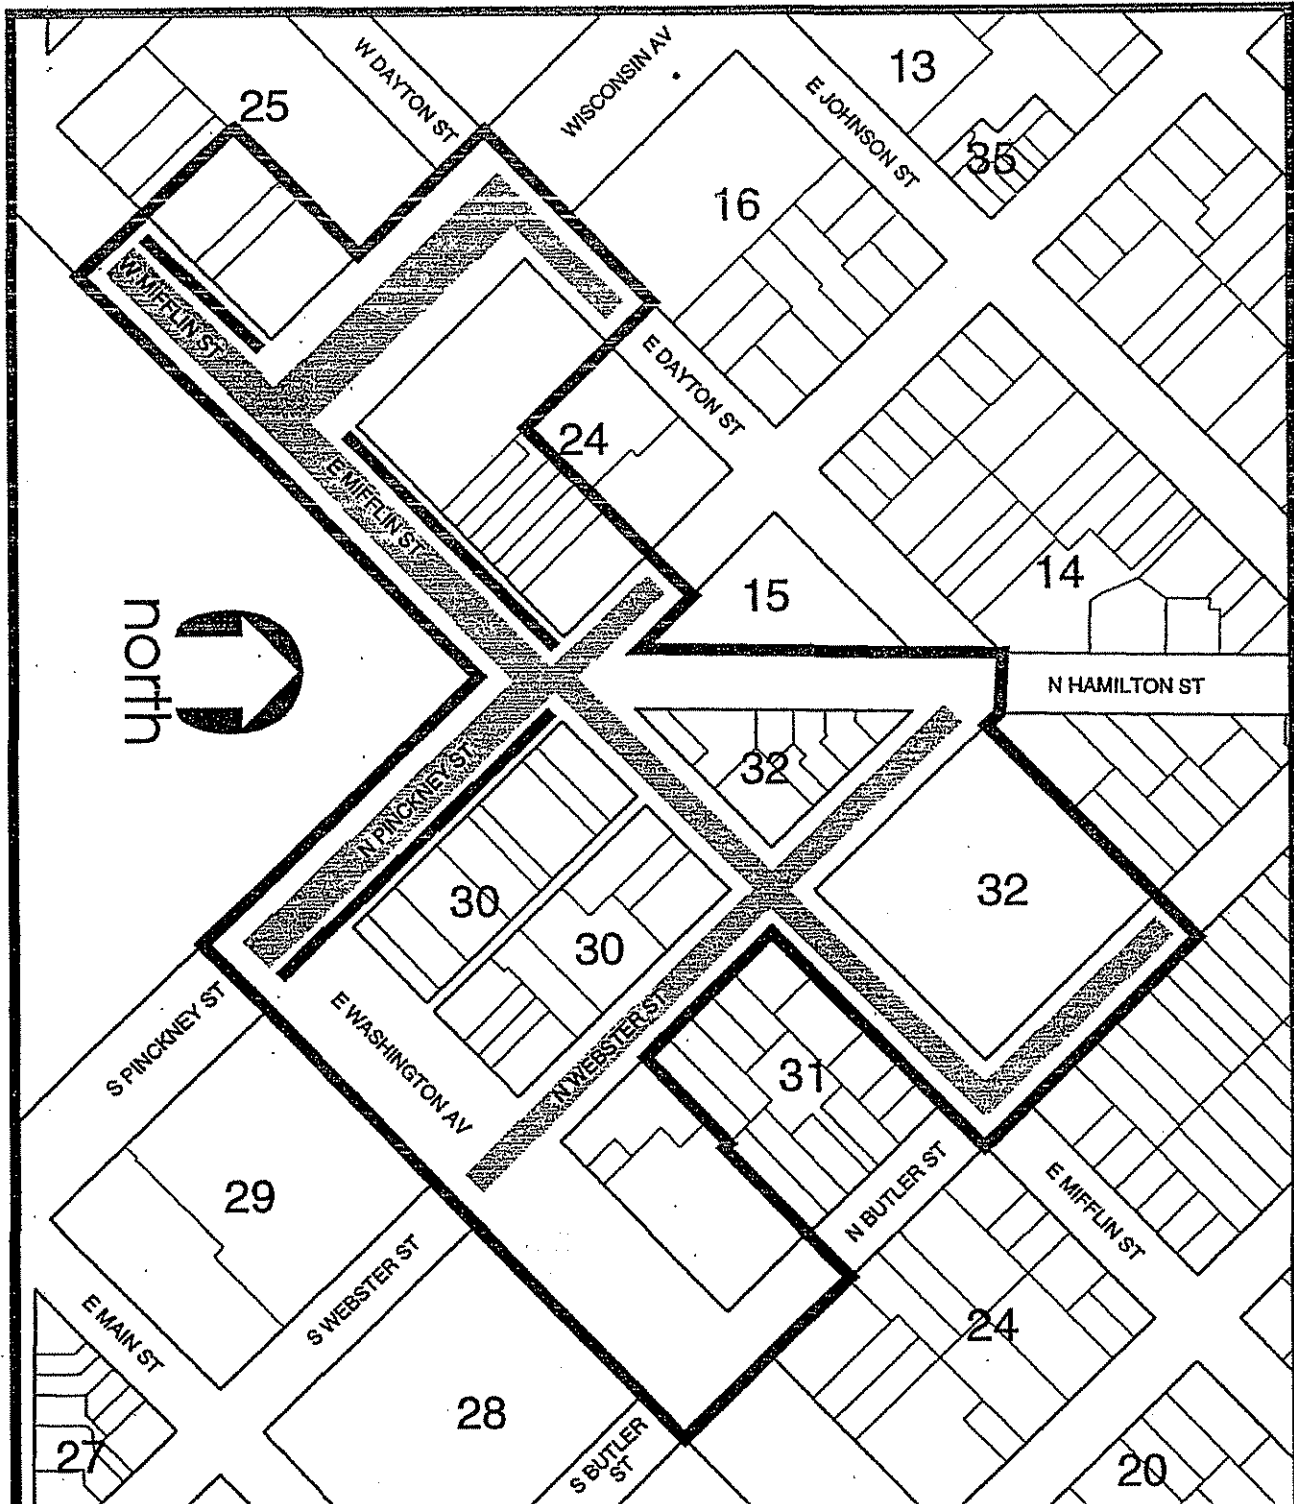 W DAYTON ST
WISCONSIN AV
13
25
E JOHNSON ST
35
16
W MIFFLIN ST
E DAYTON ST
24
E MIFFLIN ST
14
15
north
N HAMILTON ST
N PINCKNEY ST
32
32
30
30
S PINCKNEY ST
E WASHINGTON AV
N WEBSTER ST
31
29
N BUTLER ST
E MIFFLIN ST
S WEBSTER ST
E MAIN ST
24
28
27
S BUTLER
ST
20